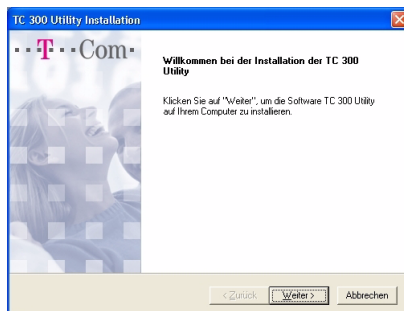 TC 300 Utility Installation
··T··Com·
Willkommen bei der Installation der TC 300
Utility
Klicken Sie auf "Weiter", um die Software TC 300 Utility
auf Ihrem Computer zu installieren.
< Zurück
Weiter >
Abbrechen